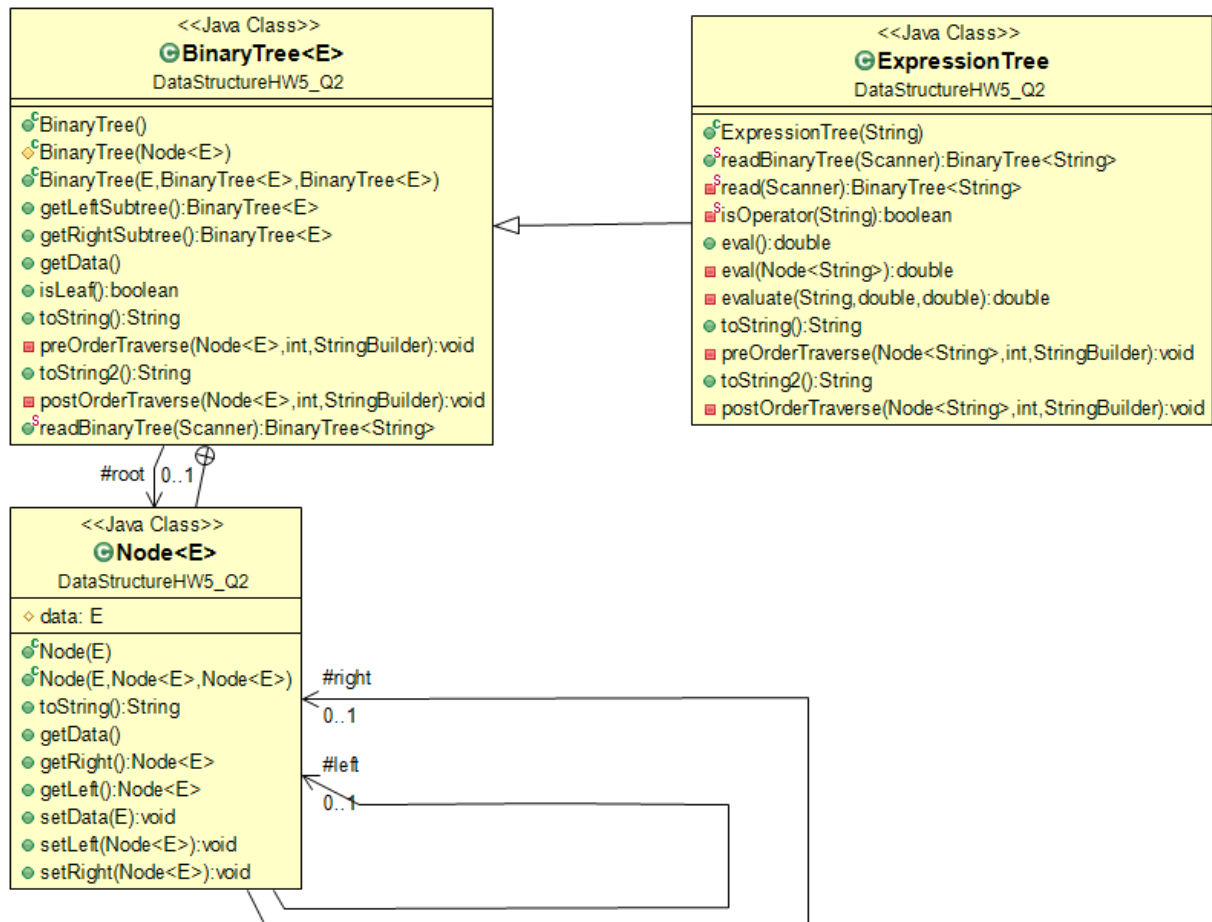 <<Java Class>>
BinaryTree<E>
DataStructureHW5_Q2
BinaryTree()
BinaryTree(Node<E>)
BinaryTree(E,BinaryTree<E>,BinaryTree<E>)
getLeftSubtree():BinaryTree<E>
getRightSubtree():BinaryTree<E>
getData()
isLeaf():boolean
toString():String
preOrderTraverse(Node<E>,int,StringBuilder):void
toString2():String
postOrderTraverse(Node<E>,int,StringBuilder):void
readBinaryTree(Scanner):BinaryTree<String>
<<Java Class>>
ExpressionTree
DataStructureHW5_Q2
ExpressionTree(String)
readBinaryTree(Scanner):BinaryTree<String>
read(Scanner):BinaryTree<String>
isOperator(String):boolean
eval():double
eval(Node<String>):double
evaluate(String,double,double):double
toString():String
preOrderTraverse(Node<String>,int,StringBuilder):void
toString2():String
postOrderTraverse(Node<String>,int,StringBuilder):void
#root 0..1
<<Java Class>>
Node<E>
DataStructureHW5_Q2
data: E
Node(E)
Node(E,Node<E>,Node<E>)
toString():String
getData()
getRight():Node<E>
getLeft():Node<E>
setData(E):void
setLeft(Node<E>):void
setRight(Node<E>):void
#right
0..1
#left
0..1